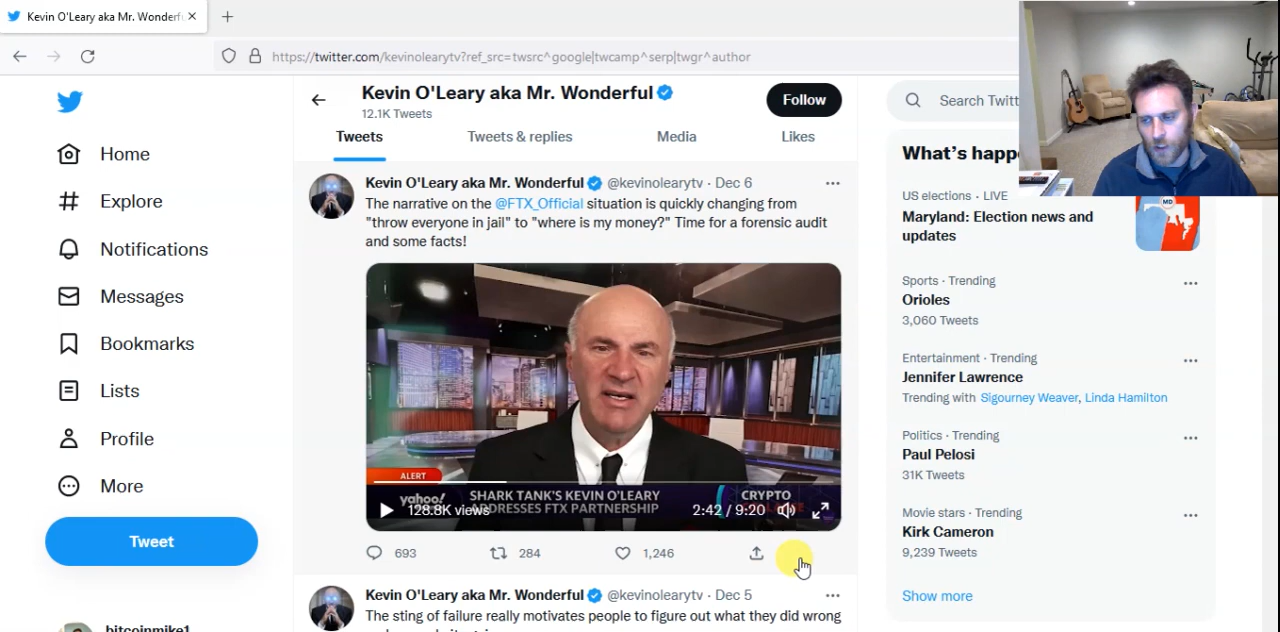 Kevin O'Leary aka Mr. Wonderfu
https://twitter.com/kevinolearytv?ref_src=twsrc^google|twcamp^serp|twgr^author
Kevin O'Leary aka Mr. Wonderful
12.1K Tweets
Follow
Search Twitt
Tweets
Tweets & replies
Media
Likes
Home
Explore
Notifications
Messages
Bookmarks
Lists
Profile
More
Tweet
bitcoinmike1
Kevin O'Leary aka Mr. Wonderful @kevinolearytv · Dec 6
The narrative on the @FTX_Official situation is quickly changing from
"throw everyone in jail" to "where is my money?" Time for a forensic audit
and some facts!
ALERT
yahoo!
SHARK TANK'S KEVIN O'LEARY
ADDRESSES FTX PARTNERSHIP
CRYPTO
128.8K views
2:42 / 9:20
693
284
1,246
Kevin O'Leary aka Mr. Wonderful @kevinolearytv · Dec 5
The sting of failure really motivates people to figure out what they did wrong
What's happ
US elections · LIVE
Maryland: Election news and
updates
MD
Sports · Trending
Orioles
3,060 Tweets
Entertainment · Trending
Jennifer Lawrence
Trending with Sigourney Weaver, Linda Hamilton
Politics · Trending
Paul Pelosi
31K Tweets
Movie stars · Trending
Kirk Cameron
9,239 Tweets
Show more